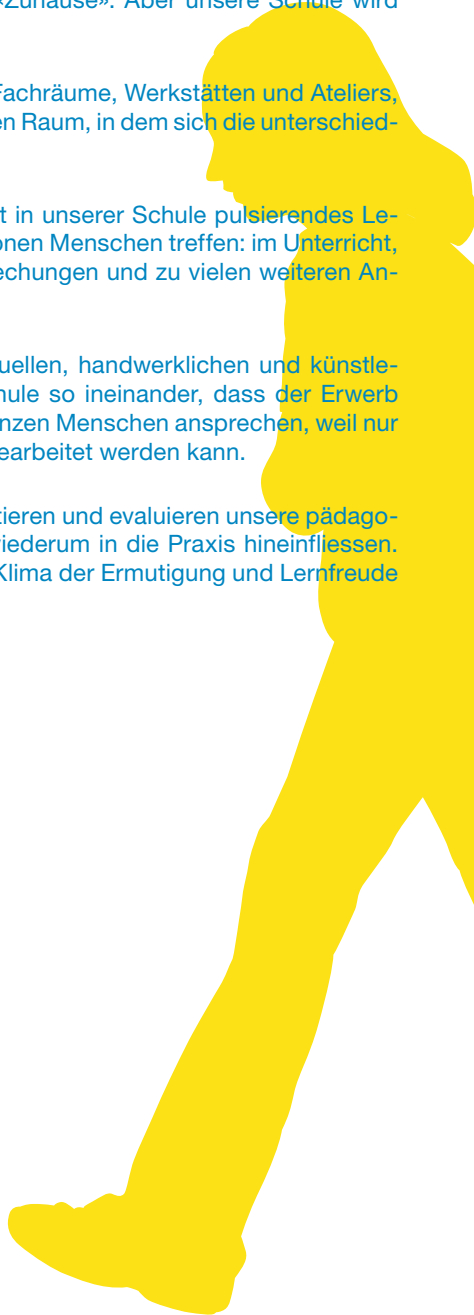 «Zuhause». Aber unsere Schule wird
Fachräume, Werkstätten und Ateliers,
en Raum, in dem sich die unterschied-
t in unserer Schule pulsierendes Le-
onen Menschen treffen: im Unterricht,
echungen und zu vielen weiteren An-
uellen, handwerklichen und künstle-
hule so ineinander, dass der Erwerb
nzen Menschen ansprechen, weil nur
earbeitet werden kann.
tieren und evaluieren unsere pädago-
iederum in die Praxis hineinfliessen.
Klima der Ermutigung und Lernfreude